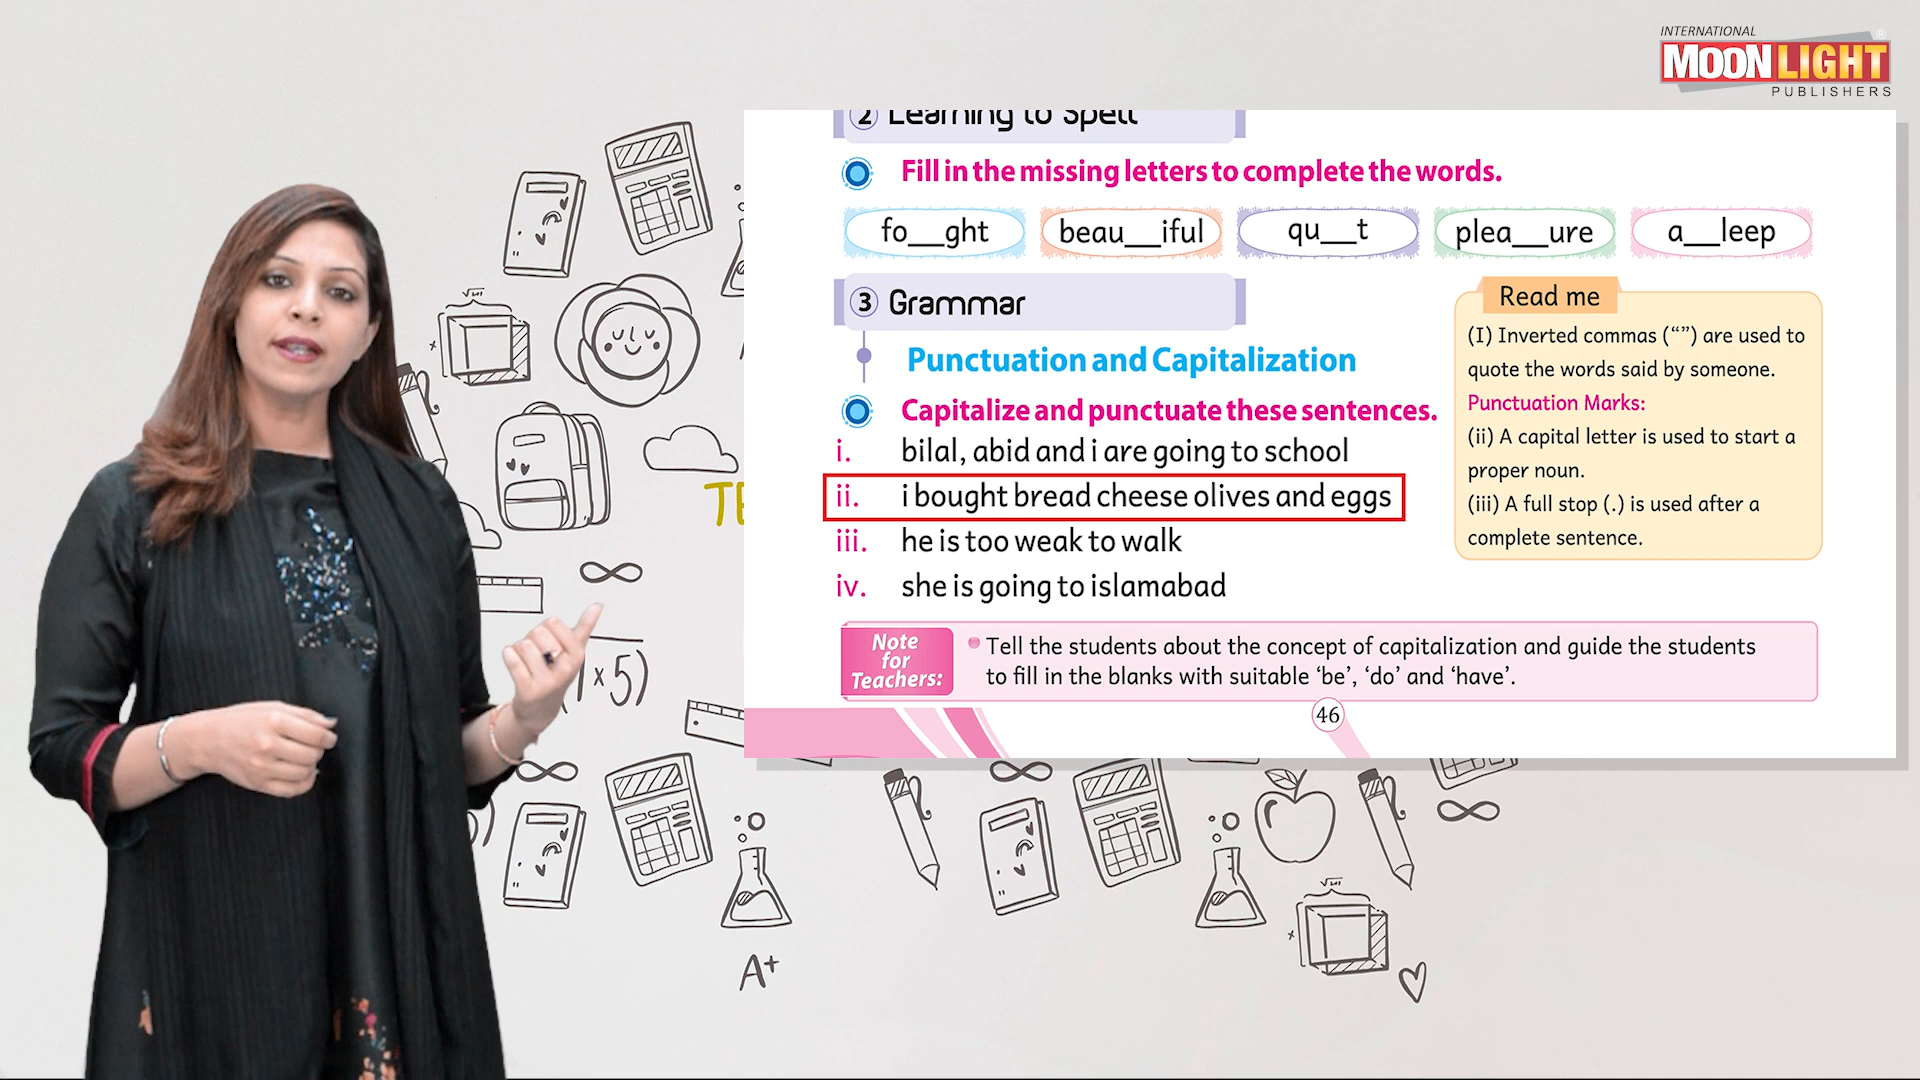 INTERNATIONAL
MOONLIGHT
PUBLISHERS
2 Learning to Spell
Fill in the missing letters to complete the words.
fo__ght beau__iful qu__t plea__ure a__leep
3 Grammar
Punctuation and Capitalization
Capitalize and punctuate these sentences.
i. bilal, abid and i are going to school
ii. i bought bread cheese olives and eggs
iii. he is too weak to walk
iv. she is going to islamabad
Read me
(I) Inverted commas (“”) are used to
quote the words said by someone.
Punctuation Marks:
(ii) A capital letter is used to start a
proper noun.
(iii) A full stop (.) is used after a
complete sentence.
Note
for
Teachers:
Tell the students about the concept of capitalization and guide the students
to fill in the blanks with suitable ‘be’, ‘do’ and ‘have’.
46
TE
×5)
A+